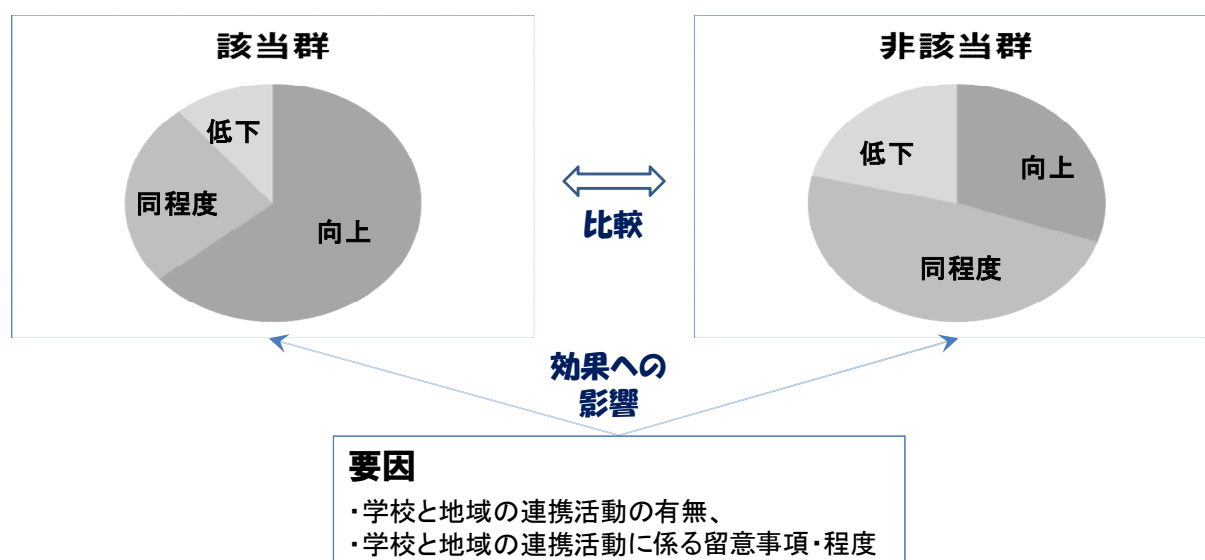 該当群
低下
同程度
向上
比較
非該当群
低下
向上
同程度
効果への
影響
要因
・学校と地域の連携活動の有無、
・学校と地域の連携活動に係る留意事項・程度